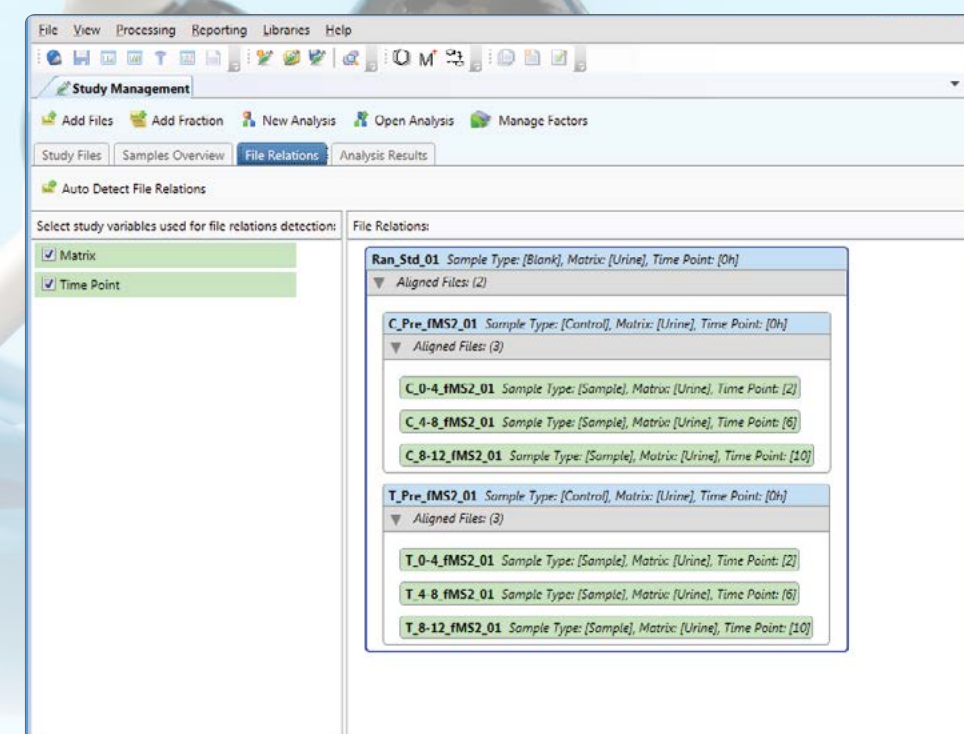 File View Processing Reporting Libraries Help
Study Management
Add Files Add Fraction New Analysis Open Analysis Manage Factors
Study Files Samples Overview File Relations Analysis Results
Auto Detect File Relations
Select study variables used for file relations detection:
Matrix
Time Point
File Relations:
Ran_Std_01 Sample Type: [Blank], Matrix: [Urine], Time Point: [0h]
Aligned Files: (2)
C_Pre_fMS2_01 Sample Type: [Control], Matrix: [Urine], Time Point: [0h]
Aligned Files: (3)
C_0-4_fMS2_01 Sample Type: [Sample], Matrix: [Urine], Time Point: [2]
C_4-8_fMS2_01 Sample Type: [Sample], Matrix: [Urine], Time Point: [6]
C_8-12_fMS2_01 Sample Type: [Sample], Matrix: [Urine], Time Point: [10]
T_Pre_fMS2_01 Sample Type: [Control], Matrix: [Urine], Time Point: [0h]
Aligned Files: (3)
T_0-4_fMS2_01 Sample Type: [Sample], Matrix: [Urine], Time Point: [2]
T_4-8_fMS2_01 Sample Type: [Sample], Matrix: [Urine], Time Point: [6]
T_8-12_fMS2_01 Sample Type: [Sample], Matrix: [Urine], Time Point: [10]